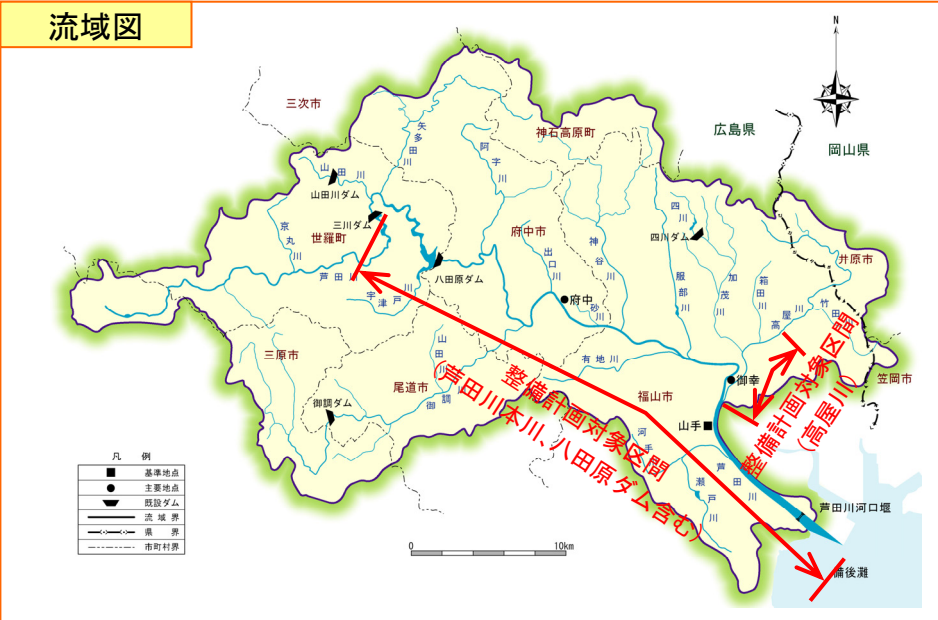 流域図
N
三次市
神石高原町
広島県
岡山県
矢多田川
阿字川
山田川
山田川ダム
三川ダム
京丸川
世羅町
府中市
四川
四川ダム
神谷川
出口川
井原市
芦田川
八田原ダム
宇津戸川
府中
砂川
服部川
加茂川
箱田川
高屋川
竹田川
三原市
山田川
有地川
御幸
笠岡市
尾道市
福山市
御調ダム
御調川
山手
整備計画対象区間
(芦田川本川、八田原ダム含む)
整備計画対象区間
(高屋川)
河手川
瀬戸川
芦田川
芦田川河口堰
備後灘
凡 例
基準地点
主要地点
既設ダム
流域界
県界
市町村界
0 10km